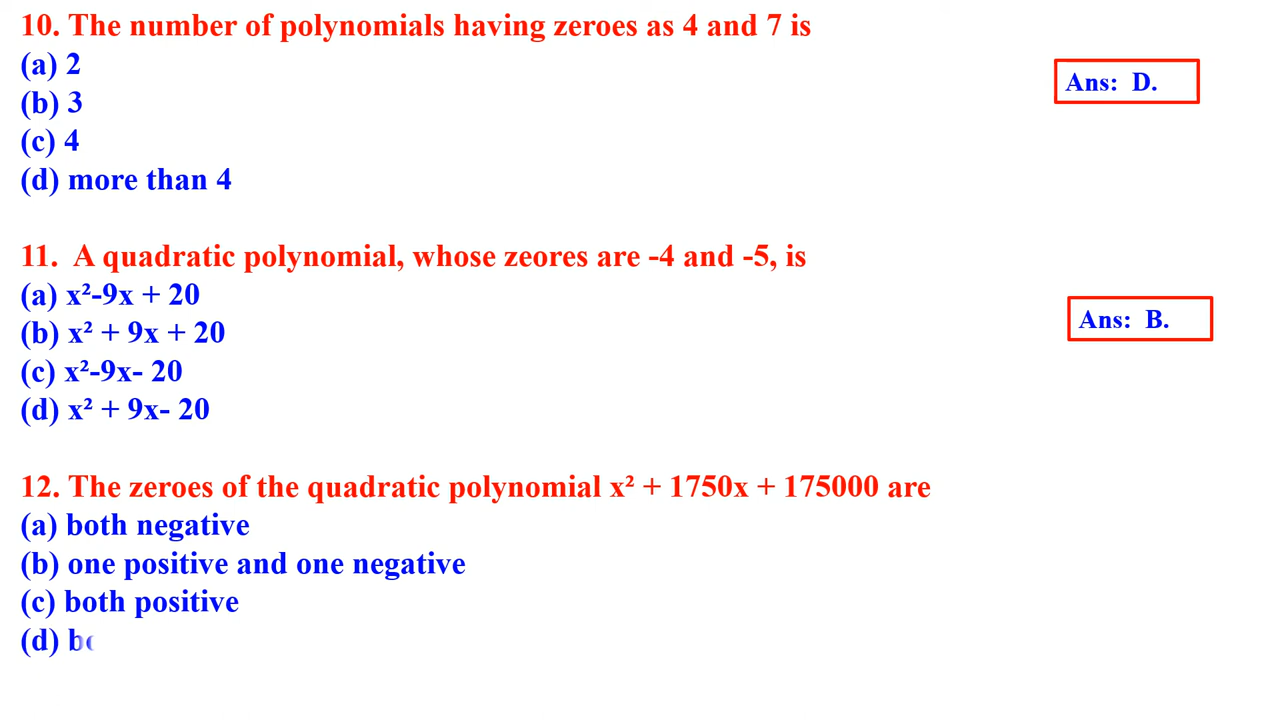 10. The number of polynomials having zeroes as 4 and 7 is
(a) 2
(b) 3
(c) 4
(d) more than 4
Ans: D.
11. A quadratic polynomial, whose zeores are -4 and -5, is
(a) x²-9x + 20
(b) x² + 9x + 20
(c) x²-9x- 20
(d) x² + 9x- 20
Ans: B.
12. The zeroes of the quadratic polynomial x² + 1750x + 175000 are
(a) both negative
(b) one positive and one negative
(c) both positive
(d)